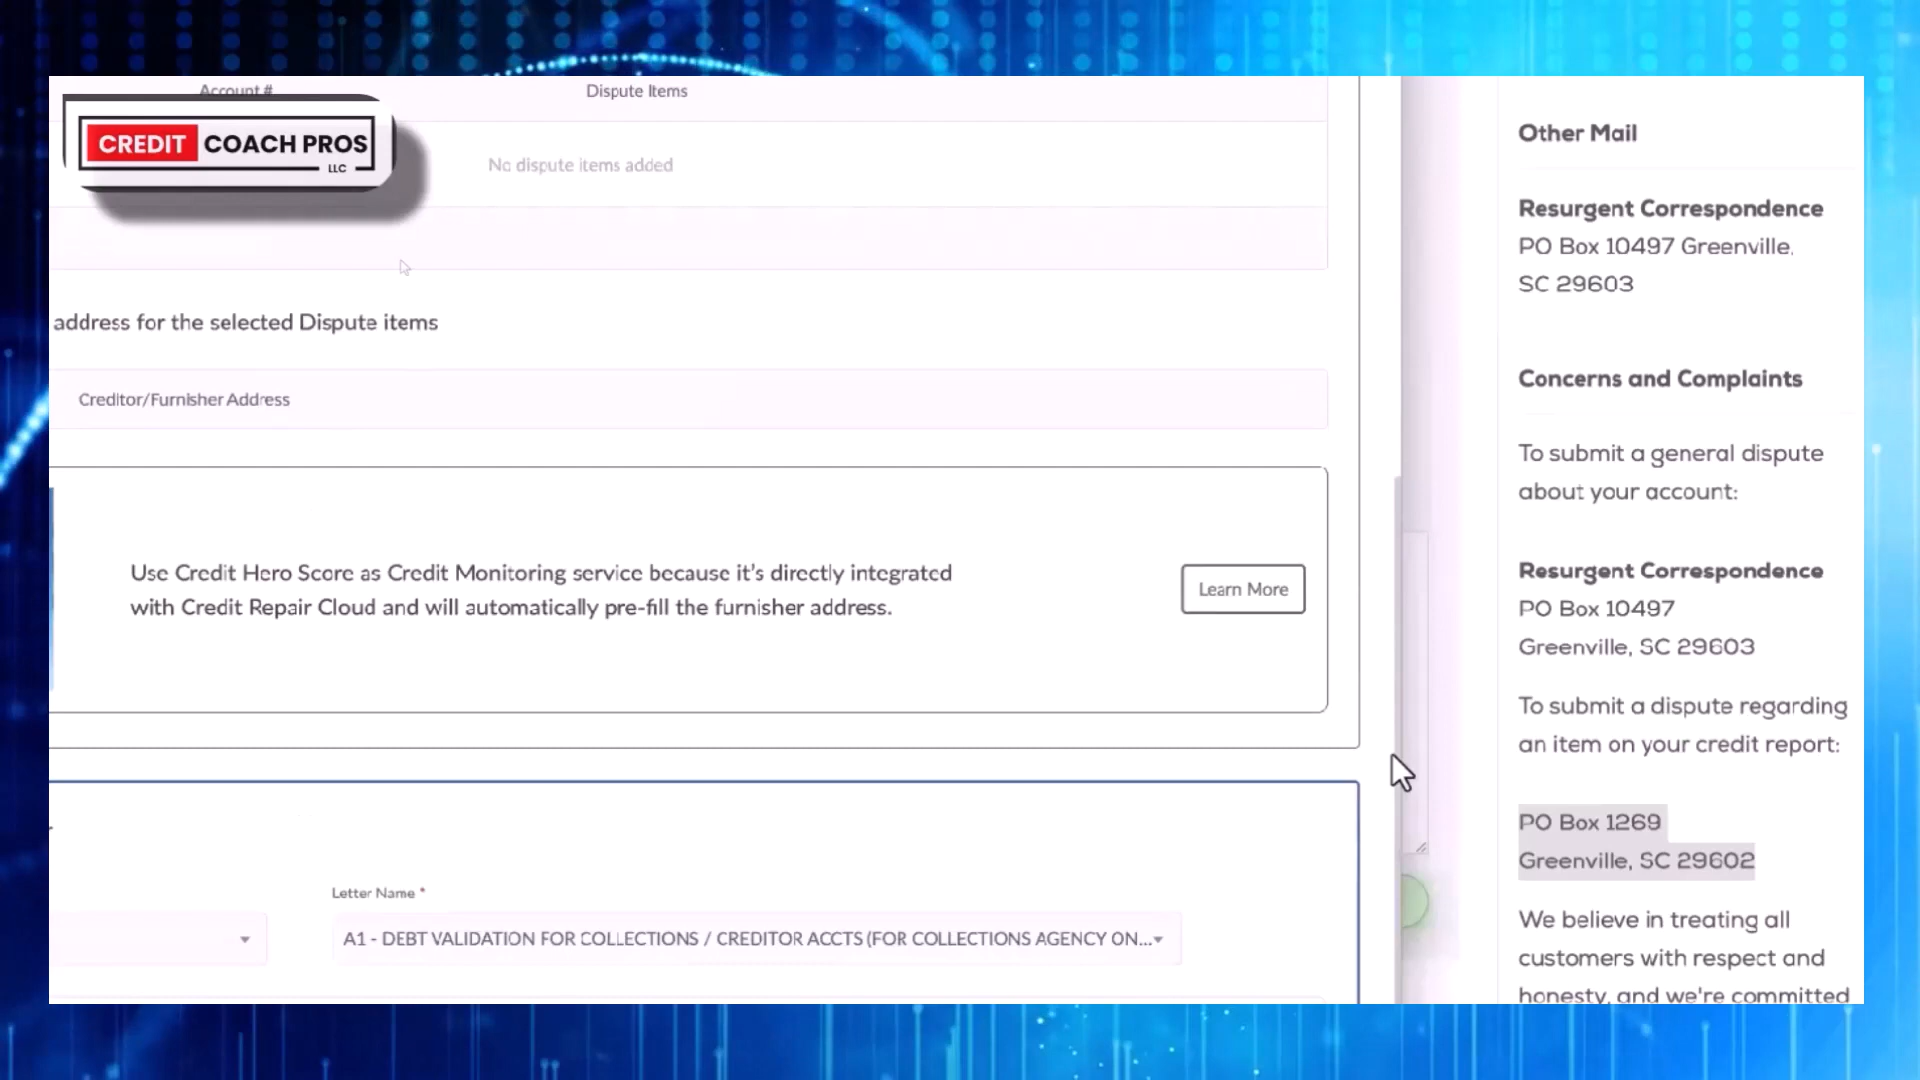 Account #
Dispute Items
CREDIT COACH PROS
LLC
No dispute items added
address for the selected Dispute items
Creditor/Furnisher Address
Use Credit Hero Score as Credit Monitoring service because it's directly integrated
with Credit Repair Cloud and will automatically pre-fill the furnisher address.
Learn More
Letter Name *
A1 - DEBT VALIDATION FOR COLLECTIONS / CREDITOR ACCTS (FOR COLLECTIONS AGENCY ON...
Other Mail
Resurgent Correspondence
PO Box 10497 Greenville,
SC 29603
Concerns and Complaints
To submit a general dispute
about your account:
Resurgent Correspondence
PO Box 10497
Greenville, SC 29603
To submit a dispute regarding
an item on your credit report:
PO Box 1269
Greenville, SC 29602
We believe in treating all
customers with respect and
honesty, and we're committed